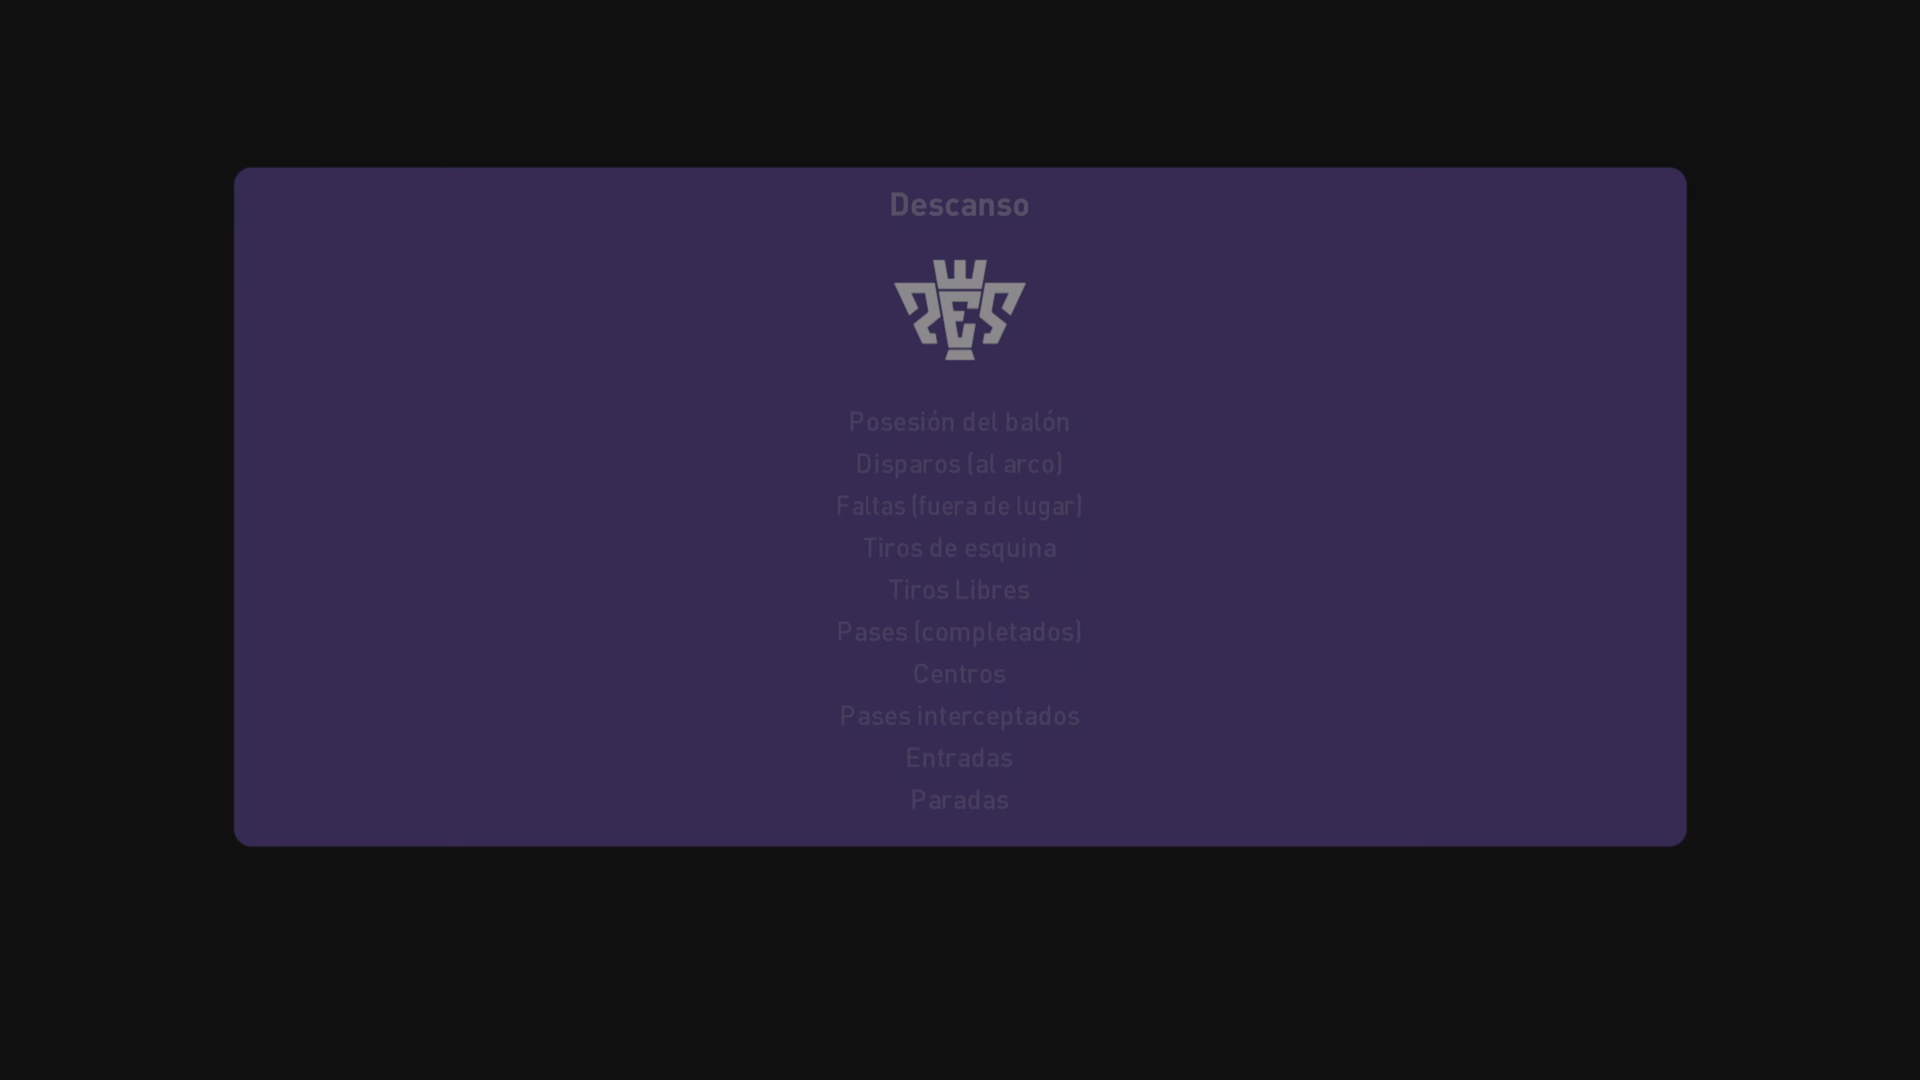 Descanso
PES
Posesión del balón
Disparos (al arco)
Faltas (fuera de lugar)
Tiros de esquina
Tiros Libres
Pases (completados)
Centros
Pases interceptados
Entradas
Paradas